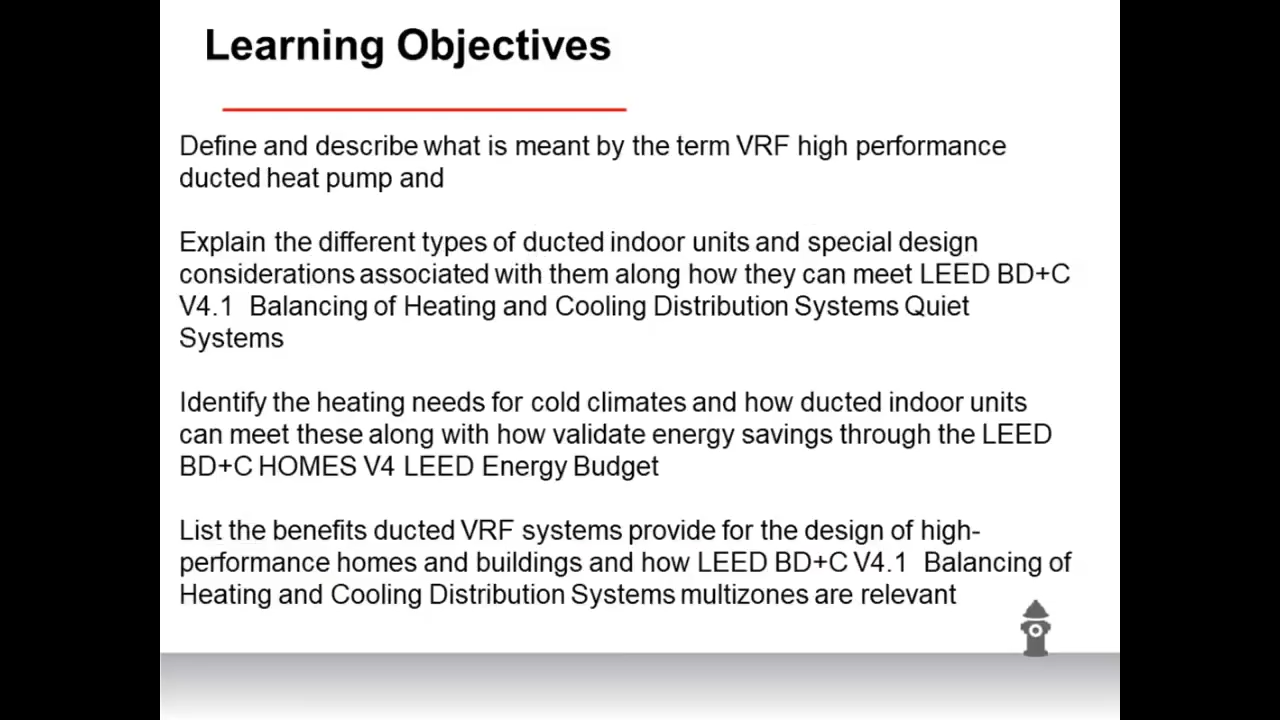 Learning Objectives
Define and describe what is meant by the term VRF high performance
ducted heat pump and
Explain the different types of ducted indoor units and special design
considerations associated with them along how they can meet LEED BD+C
V4.1  Balancing of Heating and Cooling Distribution Systems Quiet
Systems
Identify the heating needs for cold climates and how ducted indoor units
can meet these along with how validate energy savings through the LEED
BD+C HOMES V4 LEED Energy Budget
List the benefits ducted VRF systems provide for the design of high-
performance homes and buildings and how LEED BD+C V4.1  Balancing of
Heating and Cooling Distribution Systems multizones are relevant